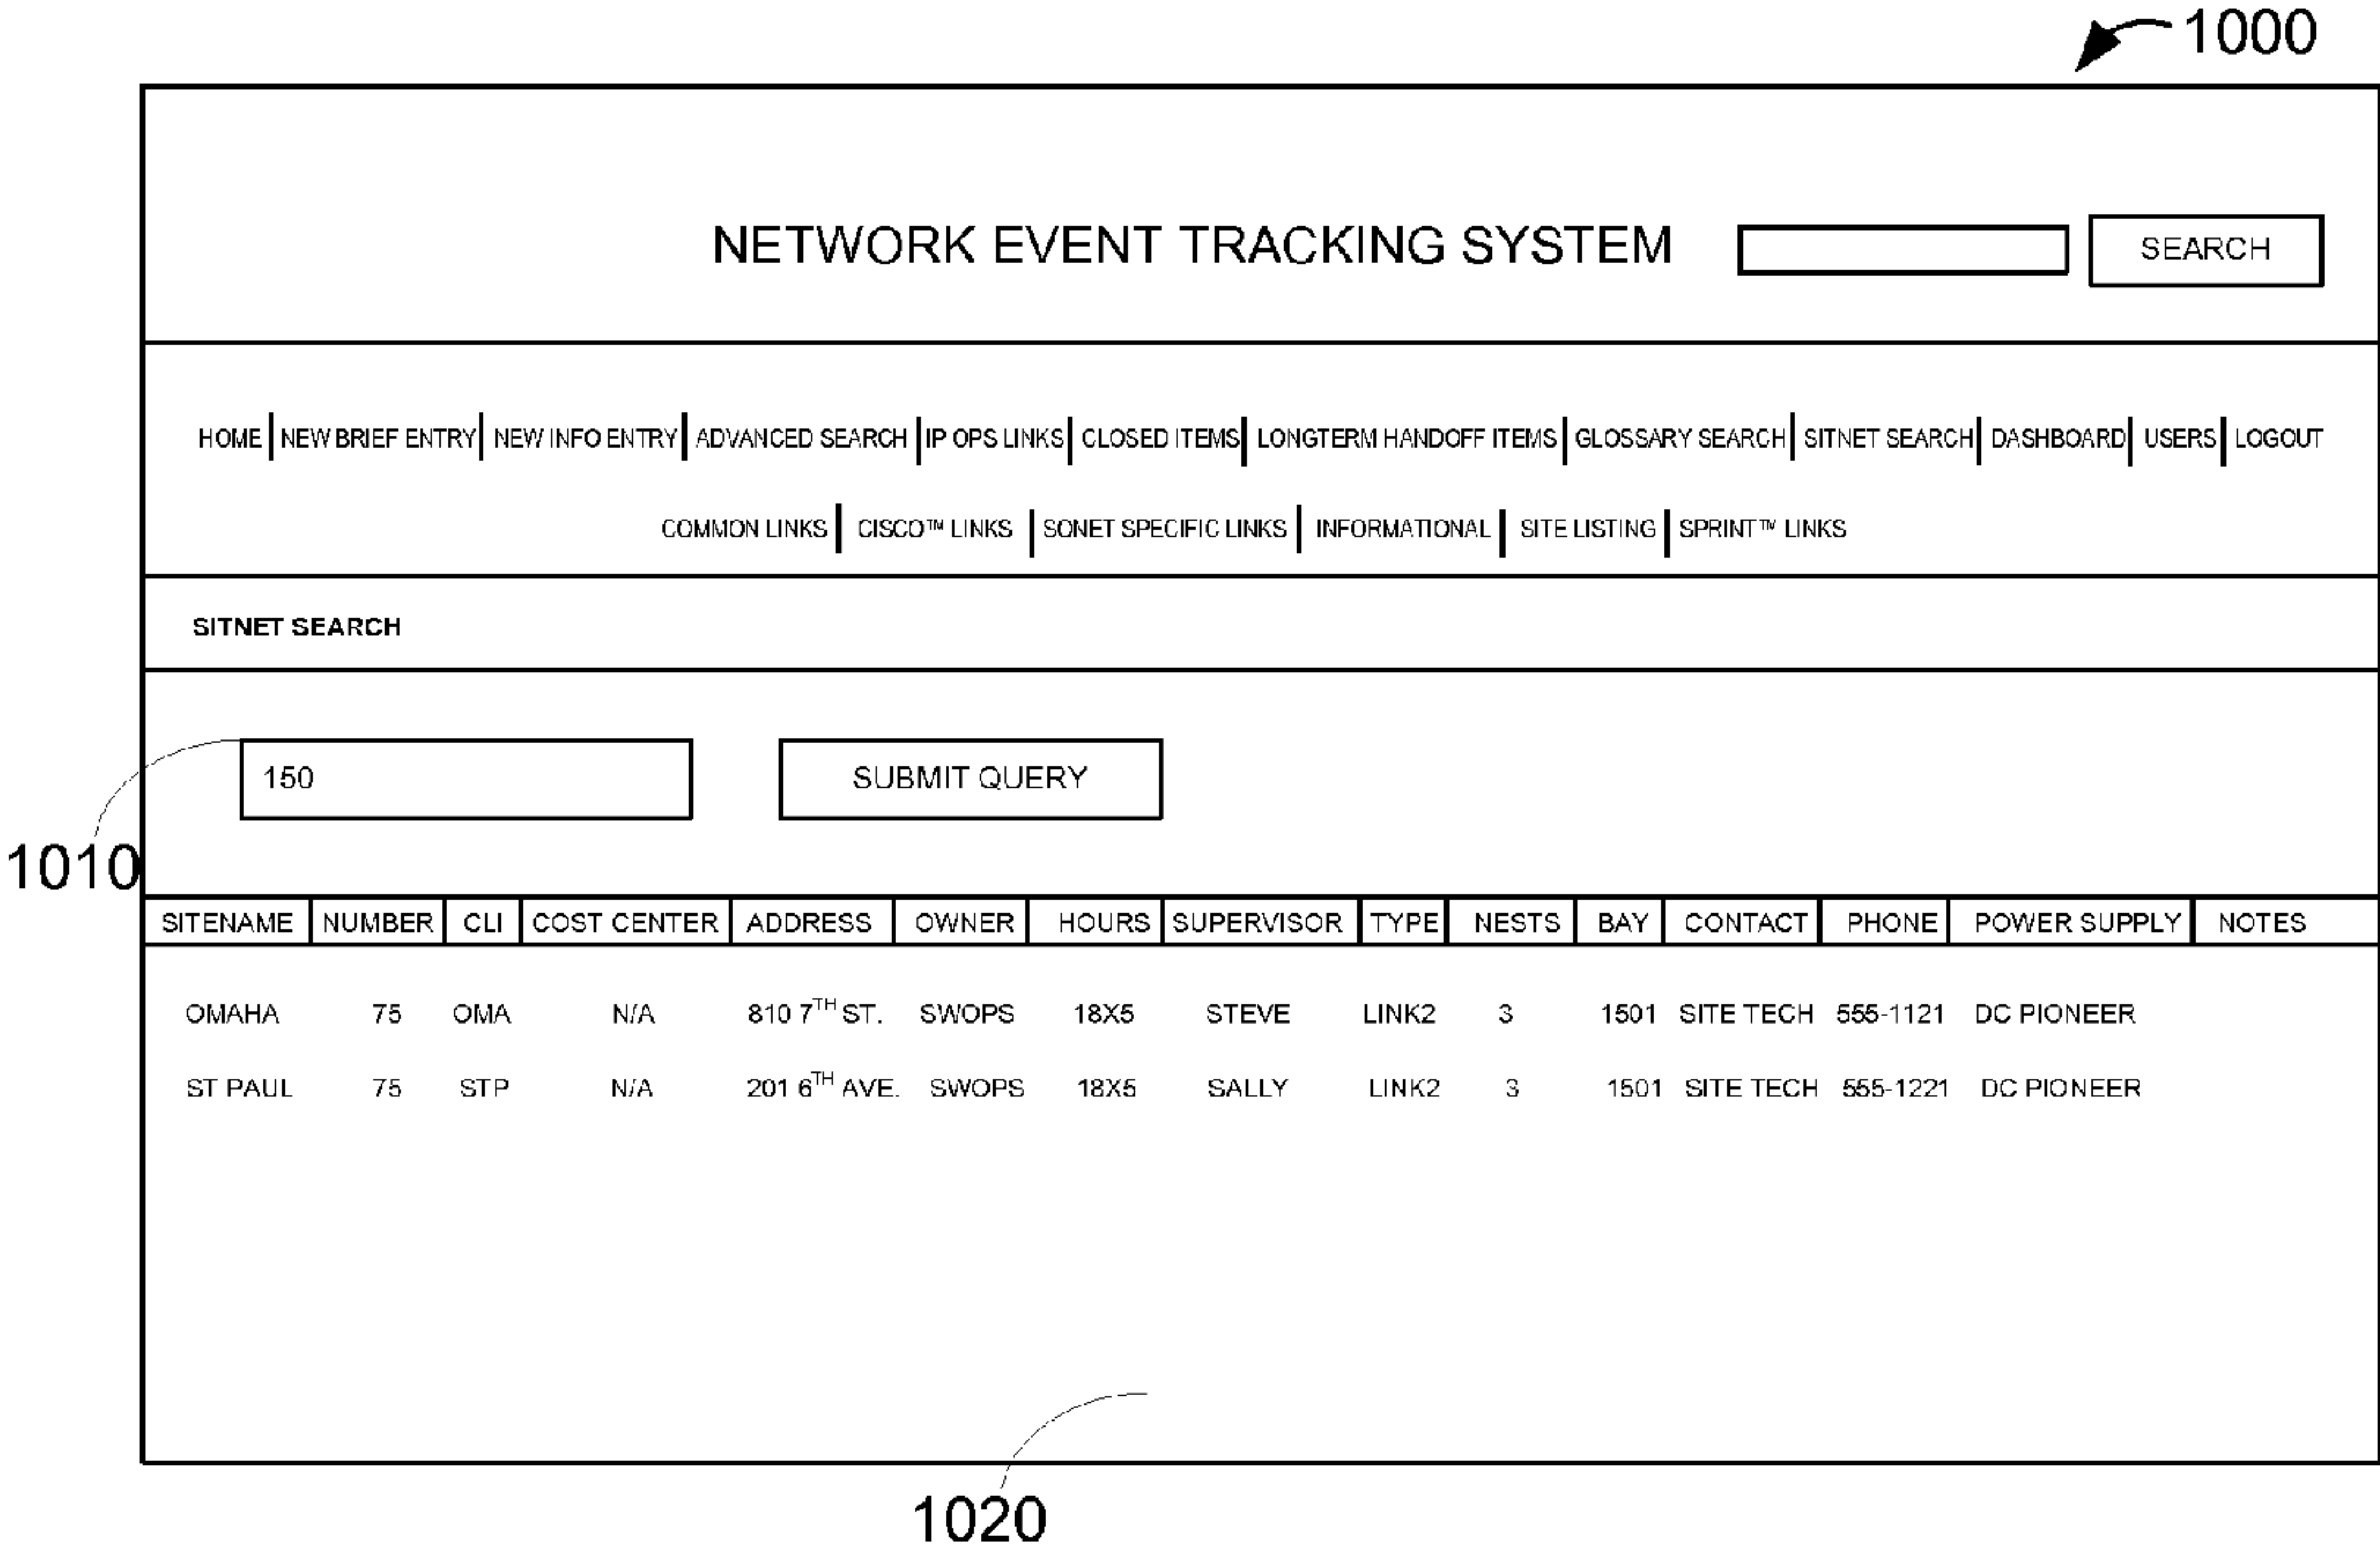 1000
NETWORK EVENT TRACKING SYSTEM SEARCH
HOME NEW BRIEF ENTRY NEW INFO ENTRY ADVANCED SEARCH IP OPS LINKS CLOSED ITEMS LONGTERM HANDOFF ITEMS GLOSSARY SEARCH SITNET SEARCH DASHBOARD USERS LOGOUT
COMMON LINKS CISCO™ LINKS SONET SPECIFIC LINKS INFORMATIONAL SITE LISTING SPRINT™ LINKS
SITNET SEARCH
150 SUBMIT QUERY
1010
SITENAME NUMBER CLI COST CENTER ADDRESS OWNER HOURS SUPERVISOR TYPE NESTS BAY CONTACT PHONE POWER SUPPLY NOTES
OMAHA 75 OMA N/A 810 7TH ST. SWOPS 18X5 STEVE LINK2 3 1501 SITE TECH 555-1121 DC PIONEER
ST PAUL 75 STP N/A 201 6TH AVE. SWOPS 18X5 SALLY LINK2 3 1501 SITE TECH 555-1221 DC PIONEER
1020